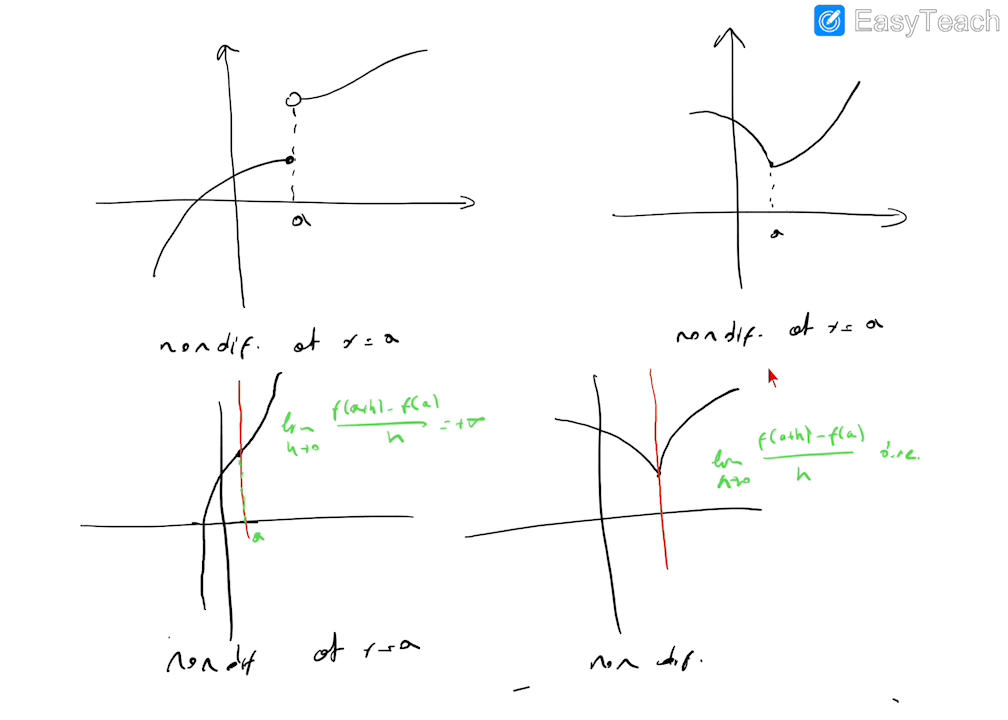 EasyTeach
a
a
nondif. at x=a
nondif. at x=a
lim h→0 f(a+h)-f(a) / h = +∞
a
lim h→0 f(a+h)-f(a) / h
nondif at x=a
non dif.